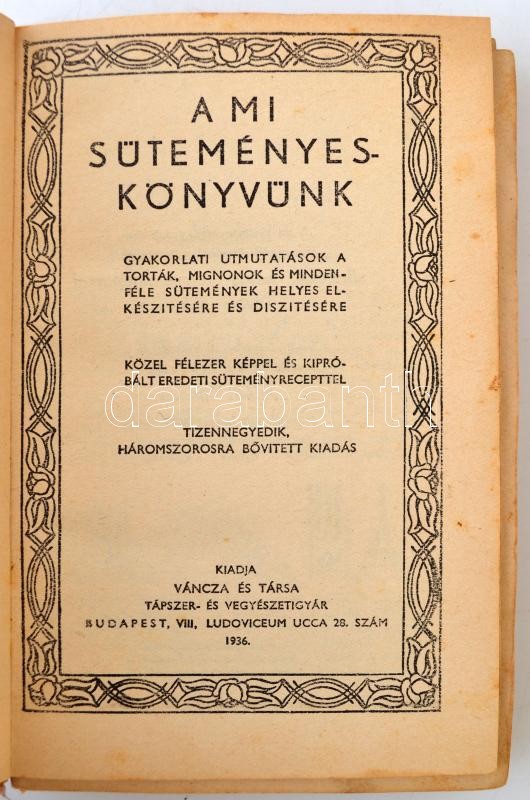 A MI
SÜTEMÉNYES-
KÖNYVÜNK
GYAKORLATI UTMUTATÁSOK A
TORTÁK, MIGNONOK ÉS MINDEN-
FÉLE SÜTEMÉNYEK HELYES EL-
KÉSZITÉSÉRE ÉS DISZITÉSÉRE
KÖZEL FÉLEZER KÉPPEL ÉS KIPRÓ-
BÁLT EREDETI SÜTEMÉNYRECEPTTEL
darabanth
TIZENNEGYEDIK,
HÁROMSZOROSRA BŐVITETT KIADÁS
KIADJA
VÁNCZA ÉS TÁRSA
TÁPSZER- ÉS VEGYÉSZETIGYÁR
BUDAPEST, VIII, LUDOVICEUM UCCA 28. SZÁM
1936.